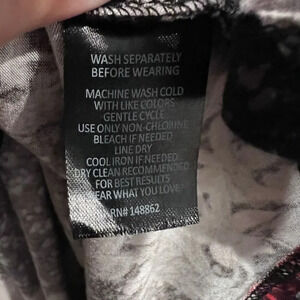 WASH SEPARATELY
BEFORE WEARING
MACHINE WASH COLD
WITH LIKE COLORS
GENTLE CYCLE
USE ONLY NON-CHLORINE
BLEACH IF NEEDED
LINE DRY
COOL IRON IF NEEDED
DRY CLEAN RECOMMENDED
FOR BEST RESULTS
WEAR WHAT YOU LOVE
RN# 148862